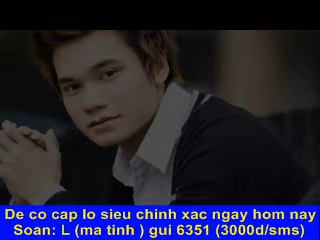 De co cap lo sieu chinh xac ngay hom nay
Soan: L (ma tinh ) gui 6351 (3000d/sms)